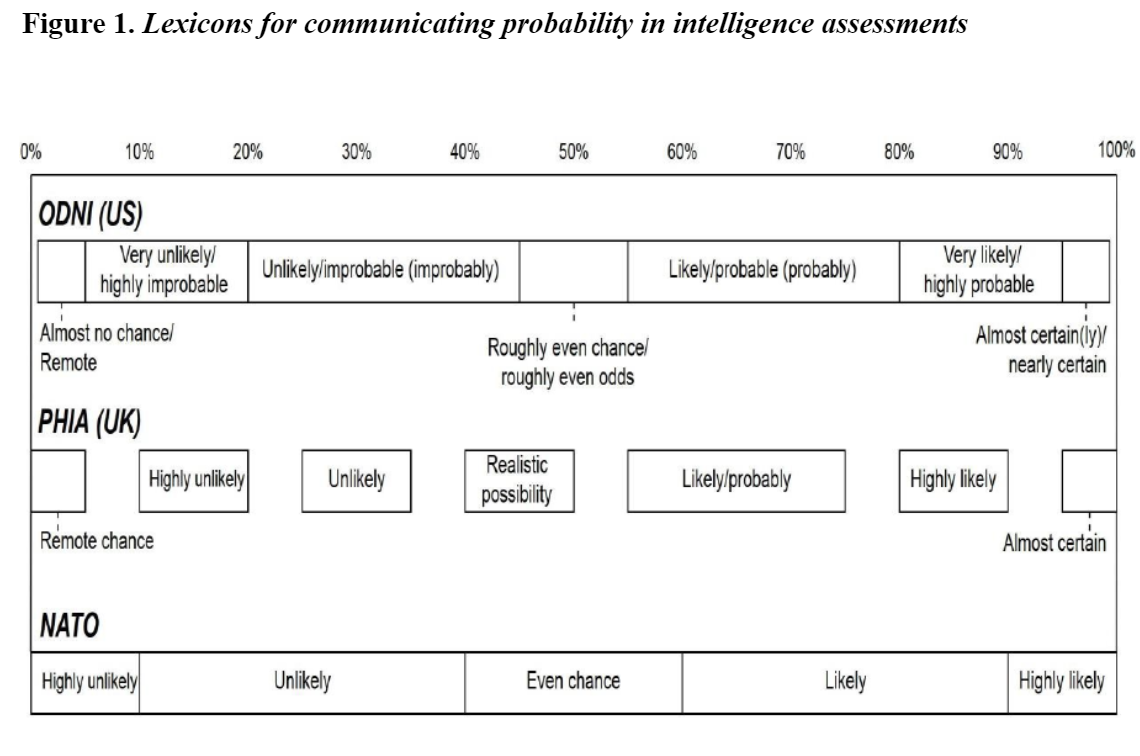 Figure 1. Lexicons for communicating probability in intelligence assessments
0% 10% 20% 30% 40% 50% 60% 70% 80% 90% 100%
ODNI (US)
Very unlikely/
highly improbable
Unlikely/improbable (improbably)
Likely/probable (probably)
Very likely/
highly probable
Almost no chance/
Remote
Roughly even chance/
roughly even odds
Almost certain(ly)/
nearly certain
PHIA (UK)
Highly unlikely
Unlikely
Realistic
possibility
Likely/probably
Highly likely
Remote chance
Almost certain
NATO
Highly unlikely
Unlikely
Even chance
Likely
Highly likely